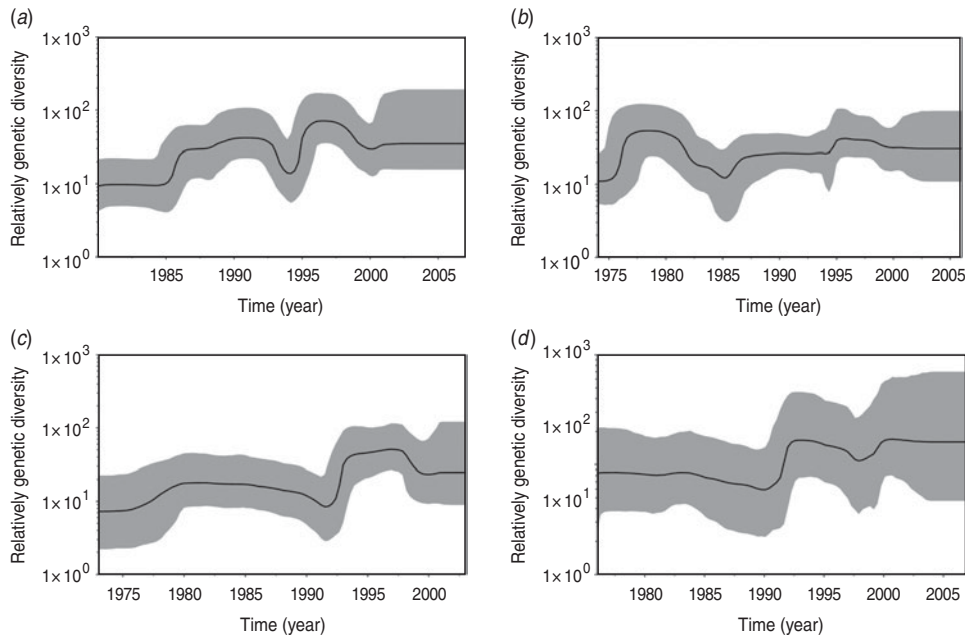 (a)
Relatively genetic diversity
1×10³
1×10²
1×10¹
1×10⁰
1985 1990 1995 2000 2005
Time (year)
(b)
Relatively genetic diversity
1×10³
1×10²
1×10¹
1×10⁰
1975 1980 1985 1990 1995 2000 2005
Time (year)
(c)
Relatively genetic diversity
1×10³
1×10²
1×10¹
1×10⁰
1975 1980 1985 1990 1995 2000
Time (year)
(d)
Relatively genetic diversity
1×10³
1×10²
1×10¹
1×10⁰
1980 1985 1990 1995 2000 2005
Time (year)